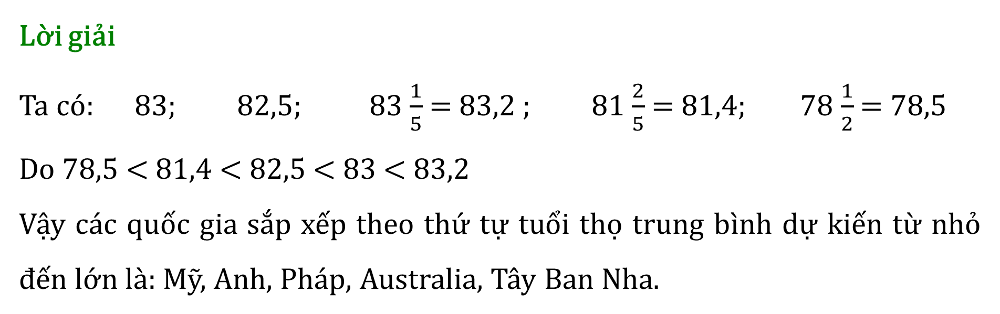 Lời giải
Ta có: 83; 82,5; 83 1/5 = 83,2 ; 81 2/5 = 81,4; 78 1/2 = 78,5
Do 78,5 < 81,4 < 82,5 < 83 < 83,2
Vậy các quốc gia sắp xếp theo thứ tự tuổi thọ trung bình dự kiến từ nhỏ
đến lớn là: Mỹ, Anh, Pháp, Australia, Tây Ban Nha.